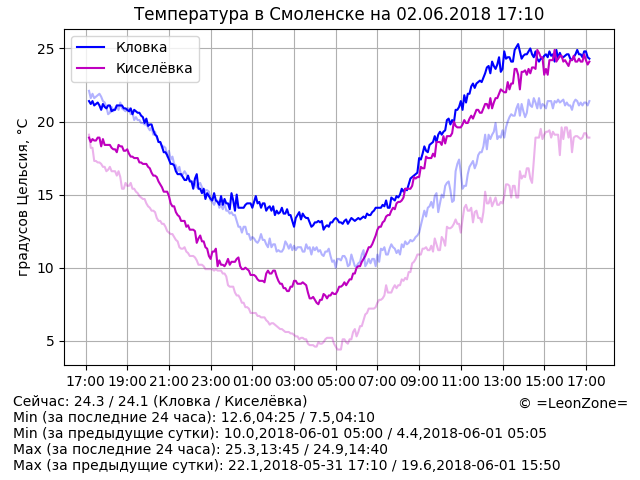 Температура в Смоленске на 02.06.2018 17:10
Кловка
Киселёвка
градусов Цельсия, °C
25
20
15
10
5
17:00 19:00 21:00 23:00 01:00 03:00 05:00 07:00 09:00 11:00 13:00 15:00 17:00
Сейчас: 24.3 / 24.1 (Кловка / Киселёвка)
© =LeonZone=
Min (за последние 24 часа): 12.6,04:25 / 7.5,04:10
Min (за предыдущие сутки): 10.0,2018-06-01 05:00 / 4.4,2018-06-01 05:05
Max (за последние 24 часа): 25.3,13:45 / 24.9,14:40
Max (за предыдущие сутки): 22.1,2018-05-31 17:10 / 19.6,2018-06-01 15:50